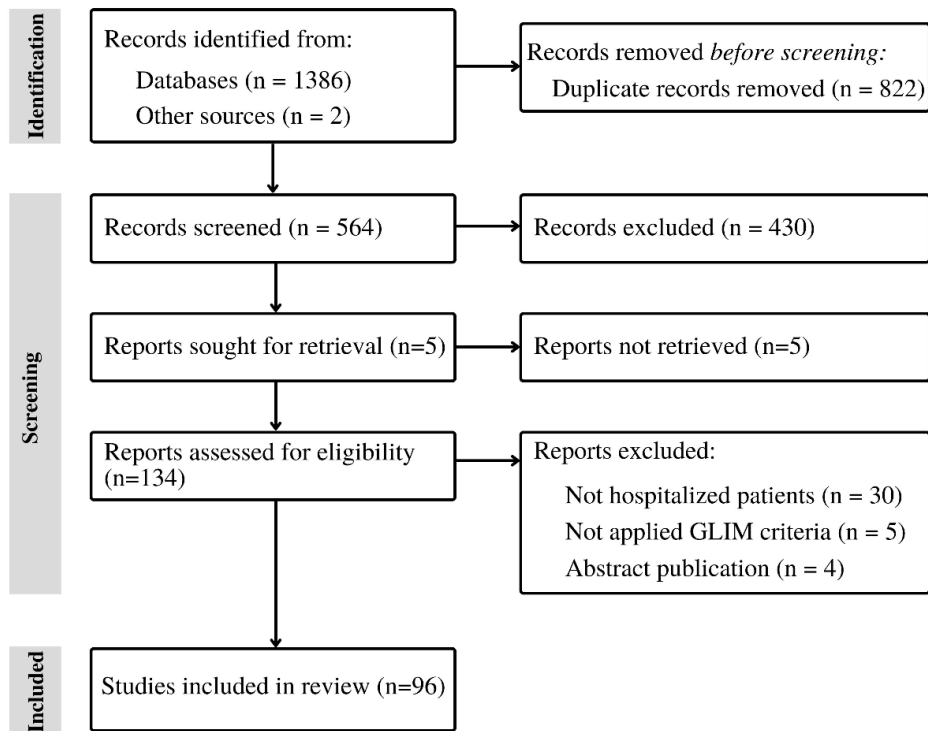 Identification
Records identified from:
Databases (n = 1386)
Other sources (n = 2)
Records removed before screening:
Duplicate records removed (n = 822)
Screening
Records screened (n = 564)
Records excluded (n = 430)
Reports sought for retrieval (n=5)
Reports not retrieved (n=5)
Reports assessed for eligibility
(n=134)
Reports excluded:
Not hospitalized patients (n = 30)
Not applied GLIM criteria (n = 5)
Abstract publication (n = 4)
Included
Studies included in review (n=96)